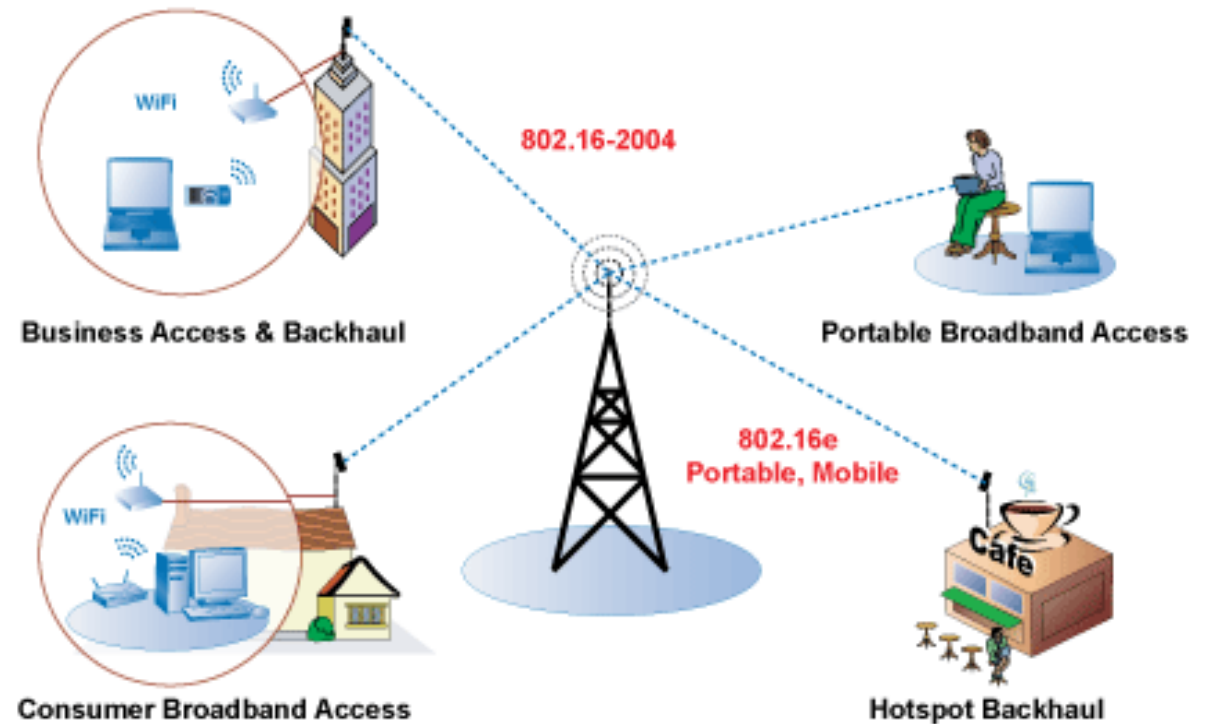 WiFi
802.16-2004
Business Access & Backhaul
Portable Broadband Access
802.16e
Portable, Mobile
WiFi
Cafe
Consumer Broadband Access
Hotspot Backhaul